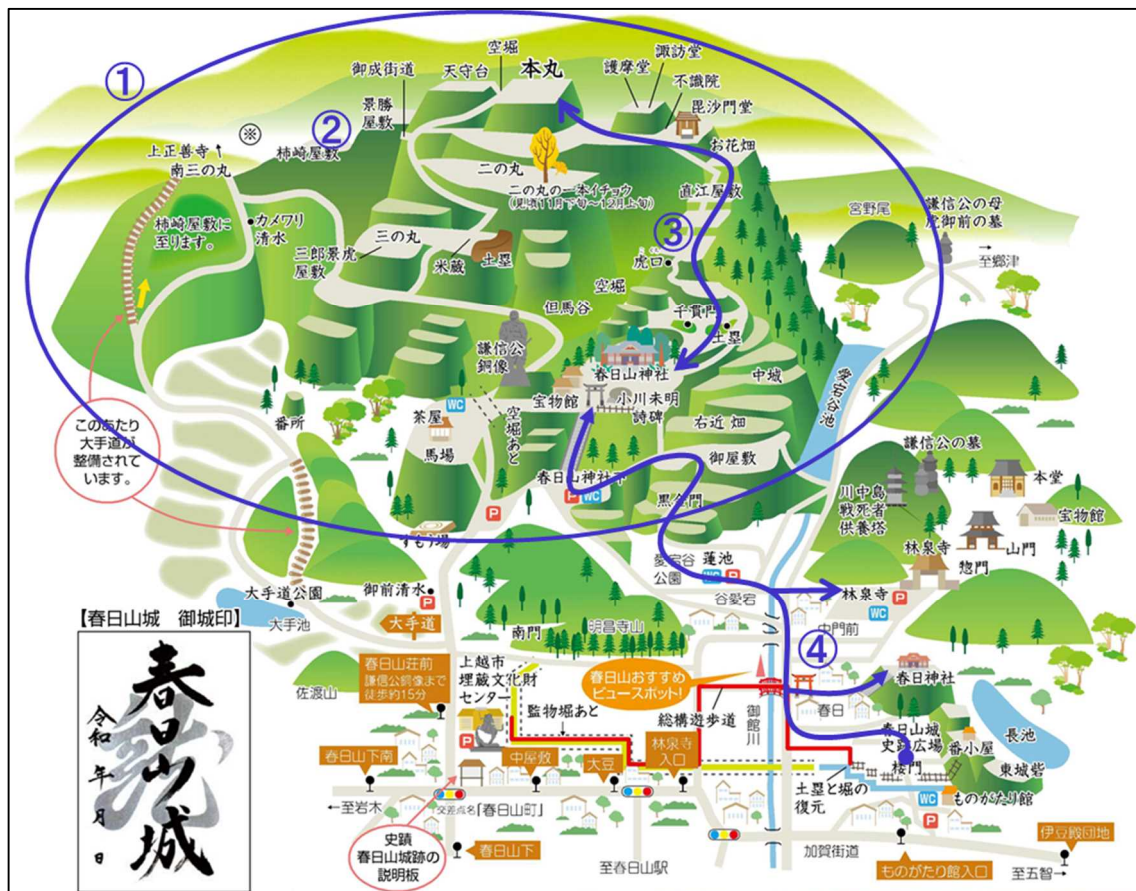 ①
②
※
御成街道
天守台
空堀
本丸
護摩堂
諏訪堂
不識院
毘沙門堂
お花畑
景勝
屋敷
柿崎屋敷
上正善寺
南三の丸
柿崎屋敷に
至ります。
カメワリ
清水
二の丸
二の丸の一本イチョウ
(見頃11月下旬〜12月上旬)
直江屋敷
③
虎口
三の丸
三郎景虎
屋敷
米蔵
土塁
空堀
但馬谷
千貫門
土塁
宮野尾
謙信公の母
虎御前の墓
→
至郷津
謙信公
銅像
春日山神社
宝物館
小川未明
詩碑
中城
愛宕谷池
右近畑
御屋敷
茶屋
WC
馬場
空堀あと
番所
このあたり
大手道が
整備されて
います。
春日山神社下
P WC
P
黒金門
すもう場
謙信公の墓
川中島
戦死者
供養塔
本堂
宝物館
山門
惣門
林泉寺
林泉寺
P
WC
中門前
愛宕谷
公園
蓮池
WC P
谷愛宕
大手道公園
大手池
御前清水
P
大手道
南門
明昌寺山
④
春日神社
春日
【春日山城 御城印】
春日山城
令和 年 月 日
佐渡山
春日山荘前
謙信公銅像まで
徒歩約15分
上越市
埋蔵文化財
センター
P
監物堀あと
春日山おすすめ
ビュースポット!
総構遊歩道
御館川
春日山城
史跡広場
番小屋
楼門
長池
東城砦
土塁と堀の
復元
WC
ものがたり館
P
春日山下南
中屋敷
大豆
林泉寺
入口
←至岩木
交差点名「春日山町」
史蹟
春日山城跡の
説明板
春日山下
至春日山駅
加賀街道
ものがたり館入口
伊豆殿団地
至五智→